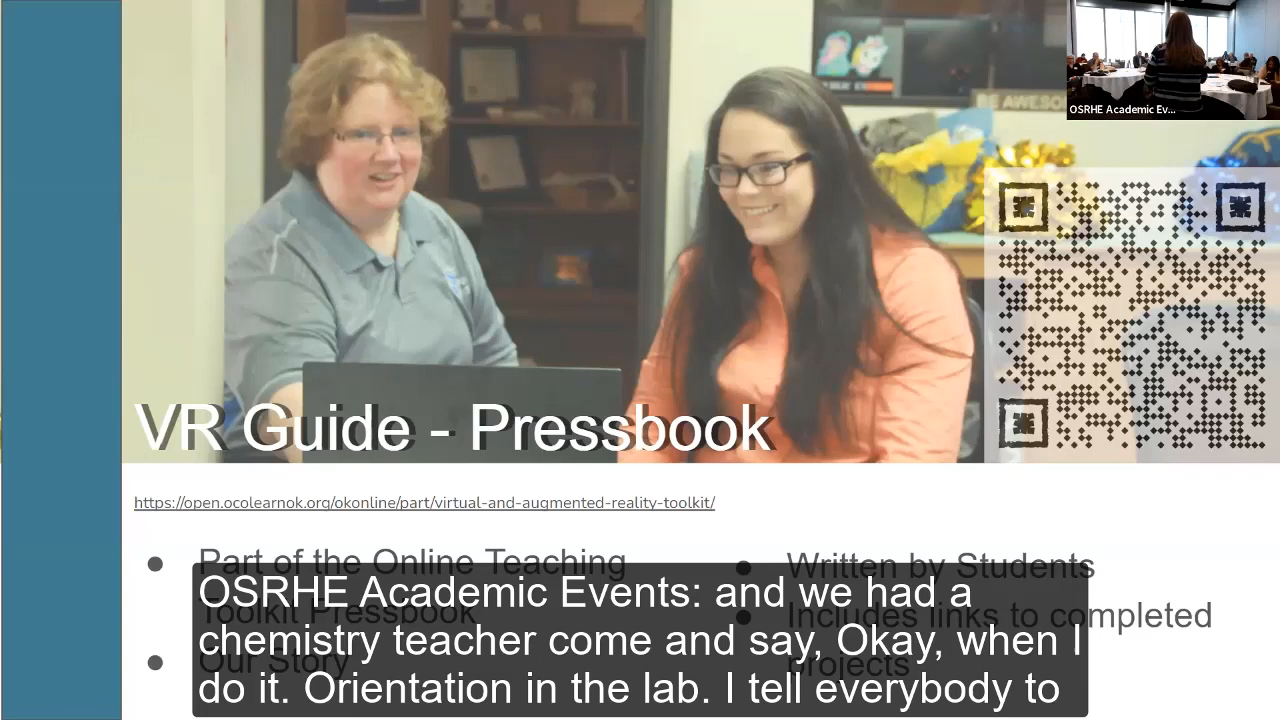 BE AWESO
OSRHE Academic Ev...
VR Guide - Pressbook
https://open.ocolearnok.org/okonline/part/virtual-and-augmented-reality-toolkit/
Part of the Online Teaching
Toolkit Pressbook
Our Story
Written by Students
Includes links to completed
projects
OSRHE Academic Events: and we had a
chemistry teacher come and say, Okay, when I
do it. Orientation in the lab. I tell everybody to